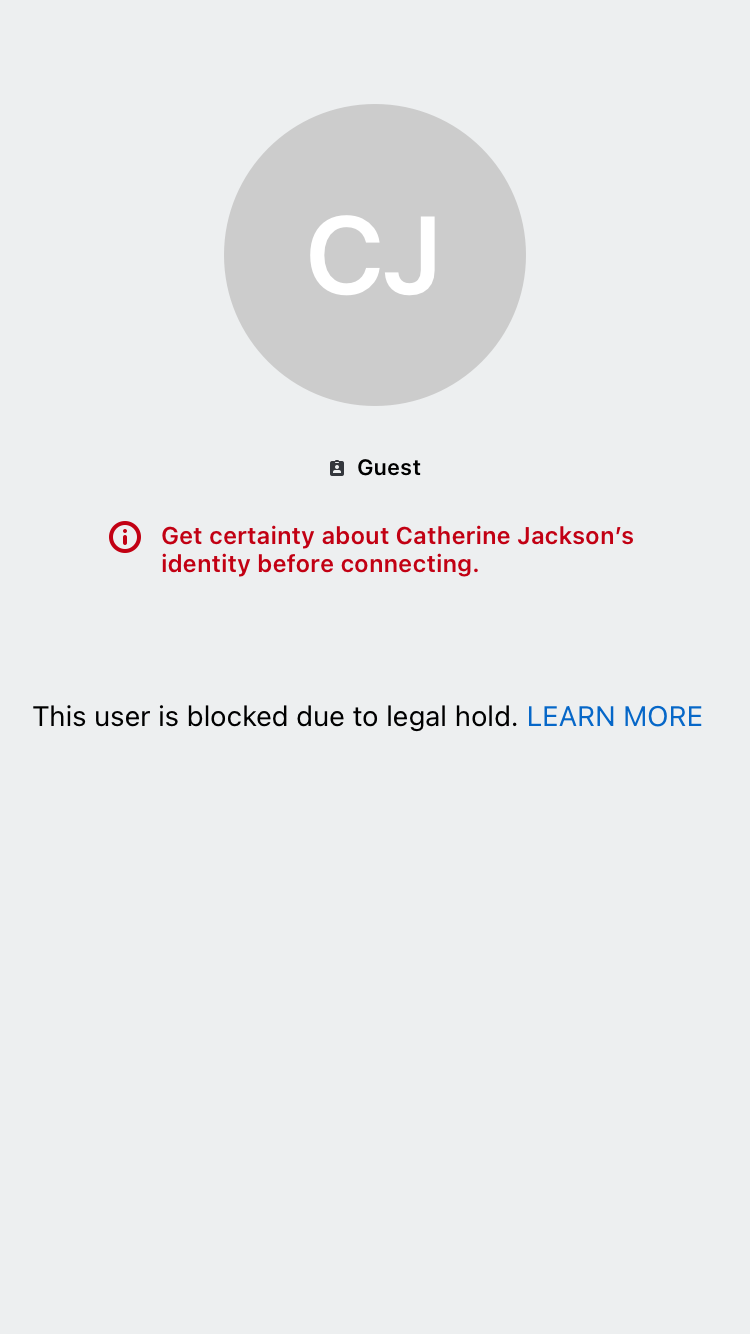 CJ
Guest
Get certainty about Catherine Jackson’s
identity before connecting.
This user is blocked due to legal hold. LEARN MORE